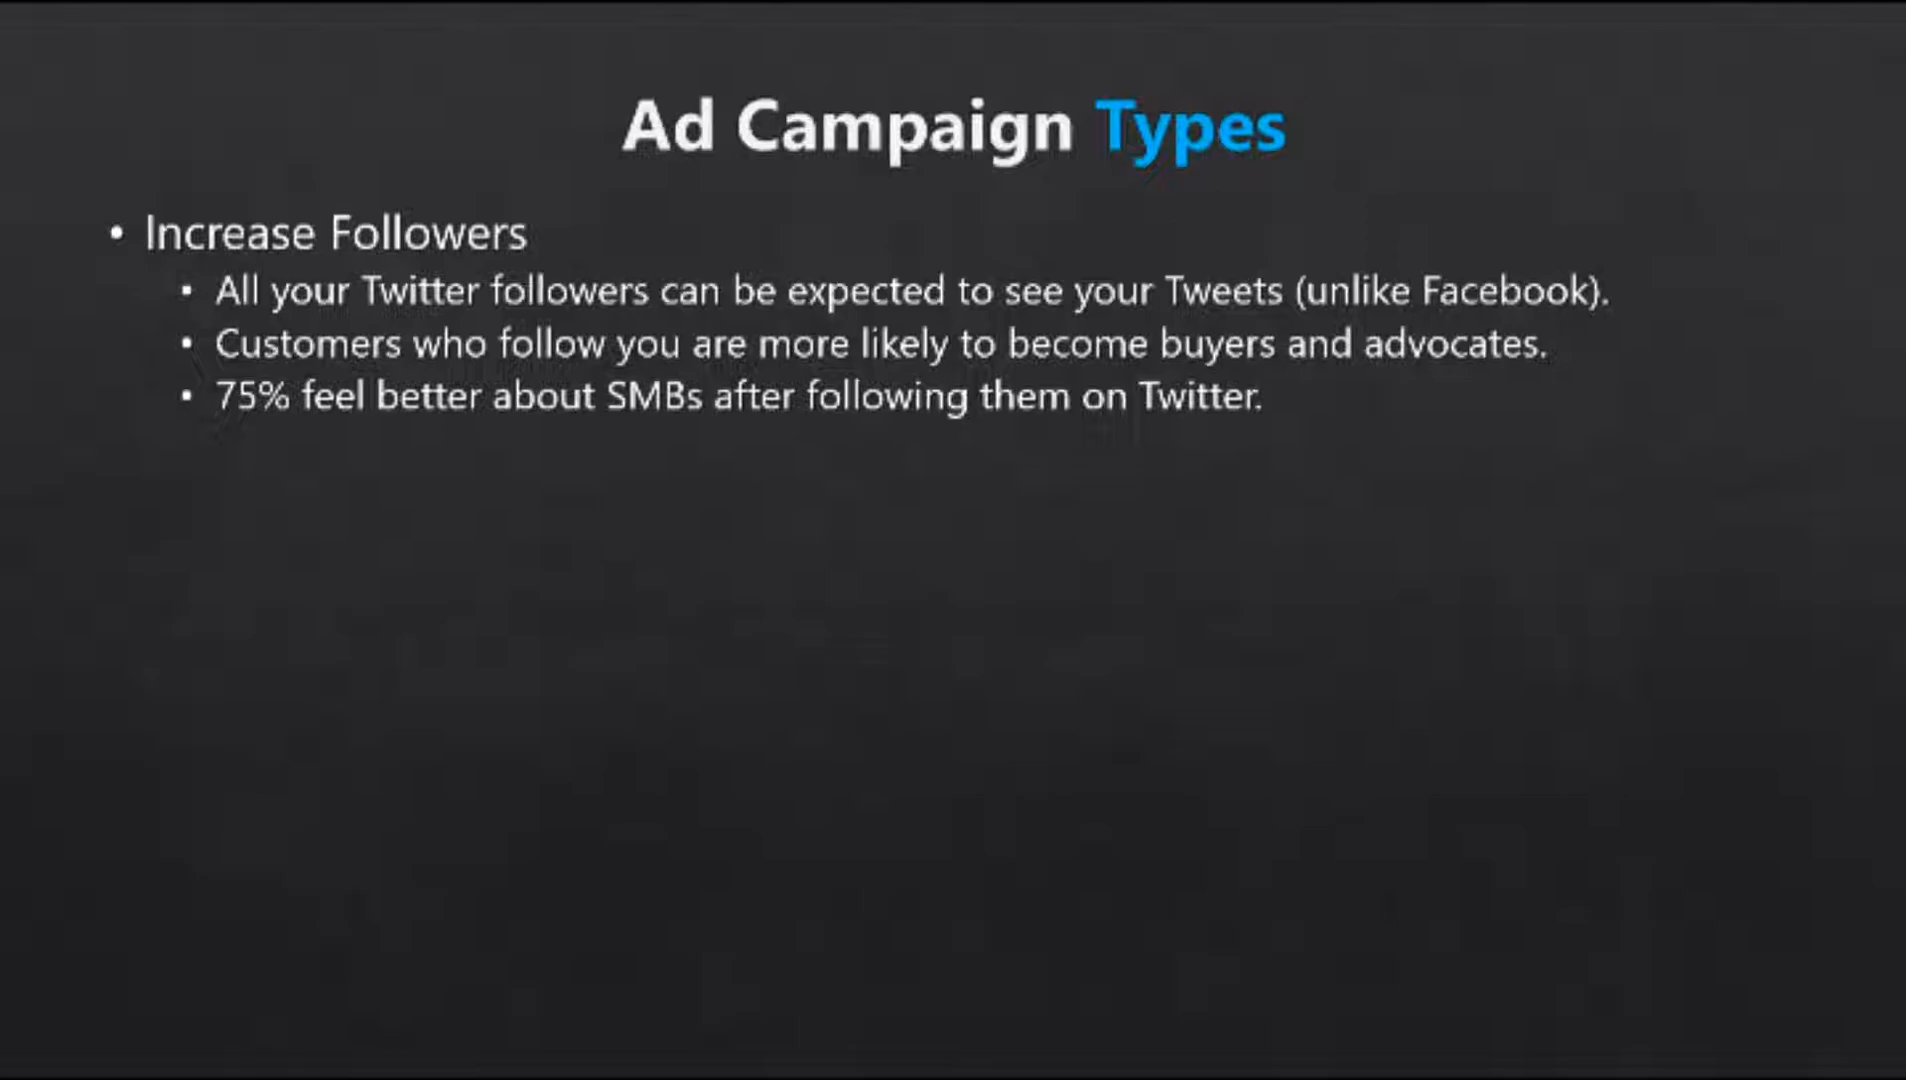 Ad Campaign Types
• Increase Followers
• All your Twitter followers can be expected to see your Tweets (unlike Facebook).
• Customers who follow you are more likely to become buyers and advocates.
• 75% feel better about SMBs after following them on Twitter.